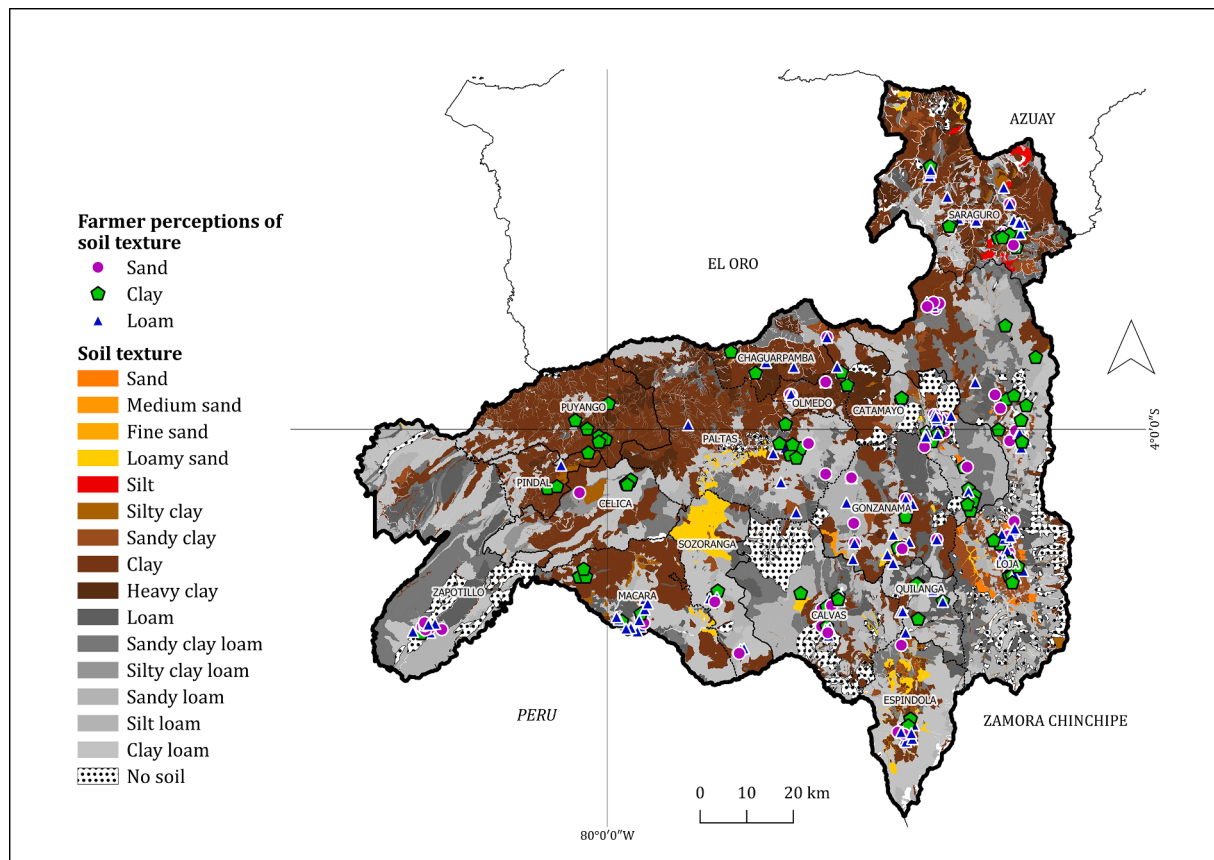 AZUAY
SARAGURO
EL ORO
Farmer perceptions of
soil texture
Sand
Clay
Loam
Soil texture
Sand
Medium sand
Fine sand
Loamy sand
Silt
Silty clay
Sandy clay
Clay
Heavy clay
Loam
Sandy clay loam
Silty clay loam
Sandy loam
Silt loam
Clay loam
No soil
CHAGUARPAMBA
OLMEDO
CATAMAYO
PUYANGO
PALTAS
4°0′0″S
PINDAL
CELICA
GONZANAMA
SOZORANGA
LOJA
ZAPOTILLO
MACARA
QUILANGA
CALVAS
ESPINDOLA
PERU
ZAMORA CHINCHIPE
0 10 20 km
80°0′0″W